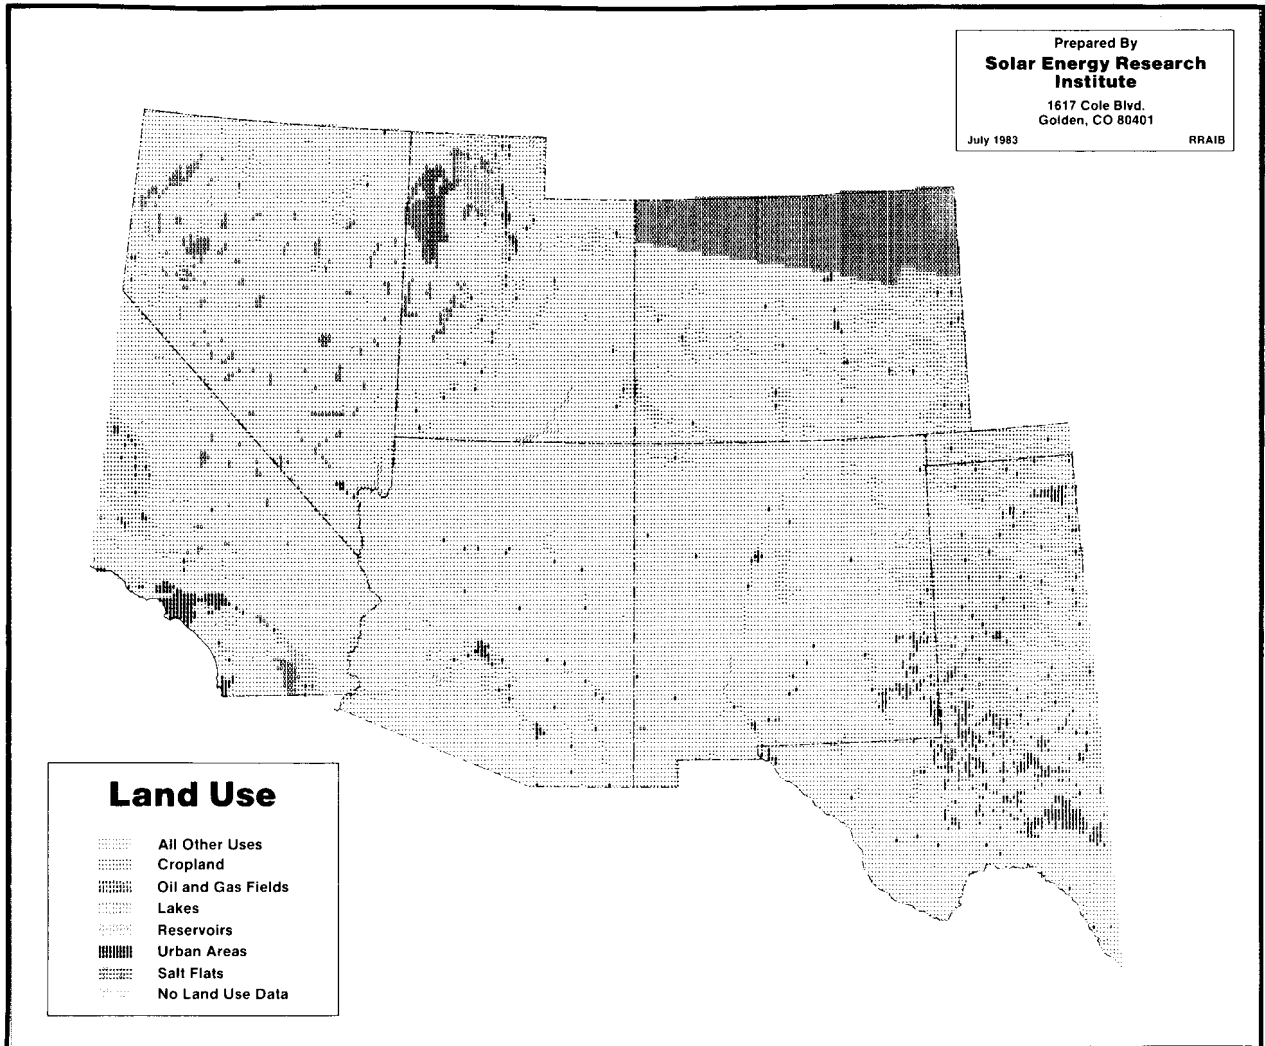 Prepared By
Solar Energy Research
Institute
1617 Cole Blvd.
Golden, CO 80401
July 1983 RRAIB
Land Use
All Other Uses
Cropland
Oil and Gas Fields
Lakes
Reservoirs
Urban Areas
Salt Flats
No Land Use Data